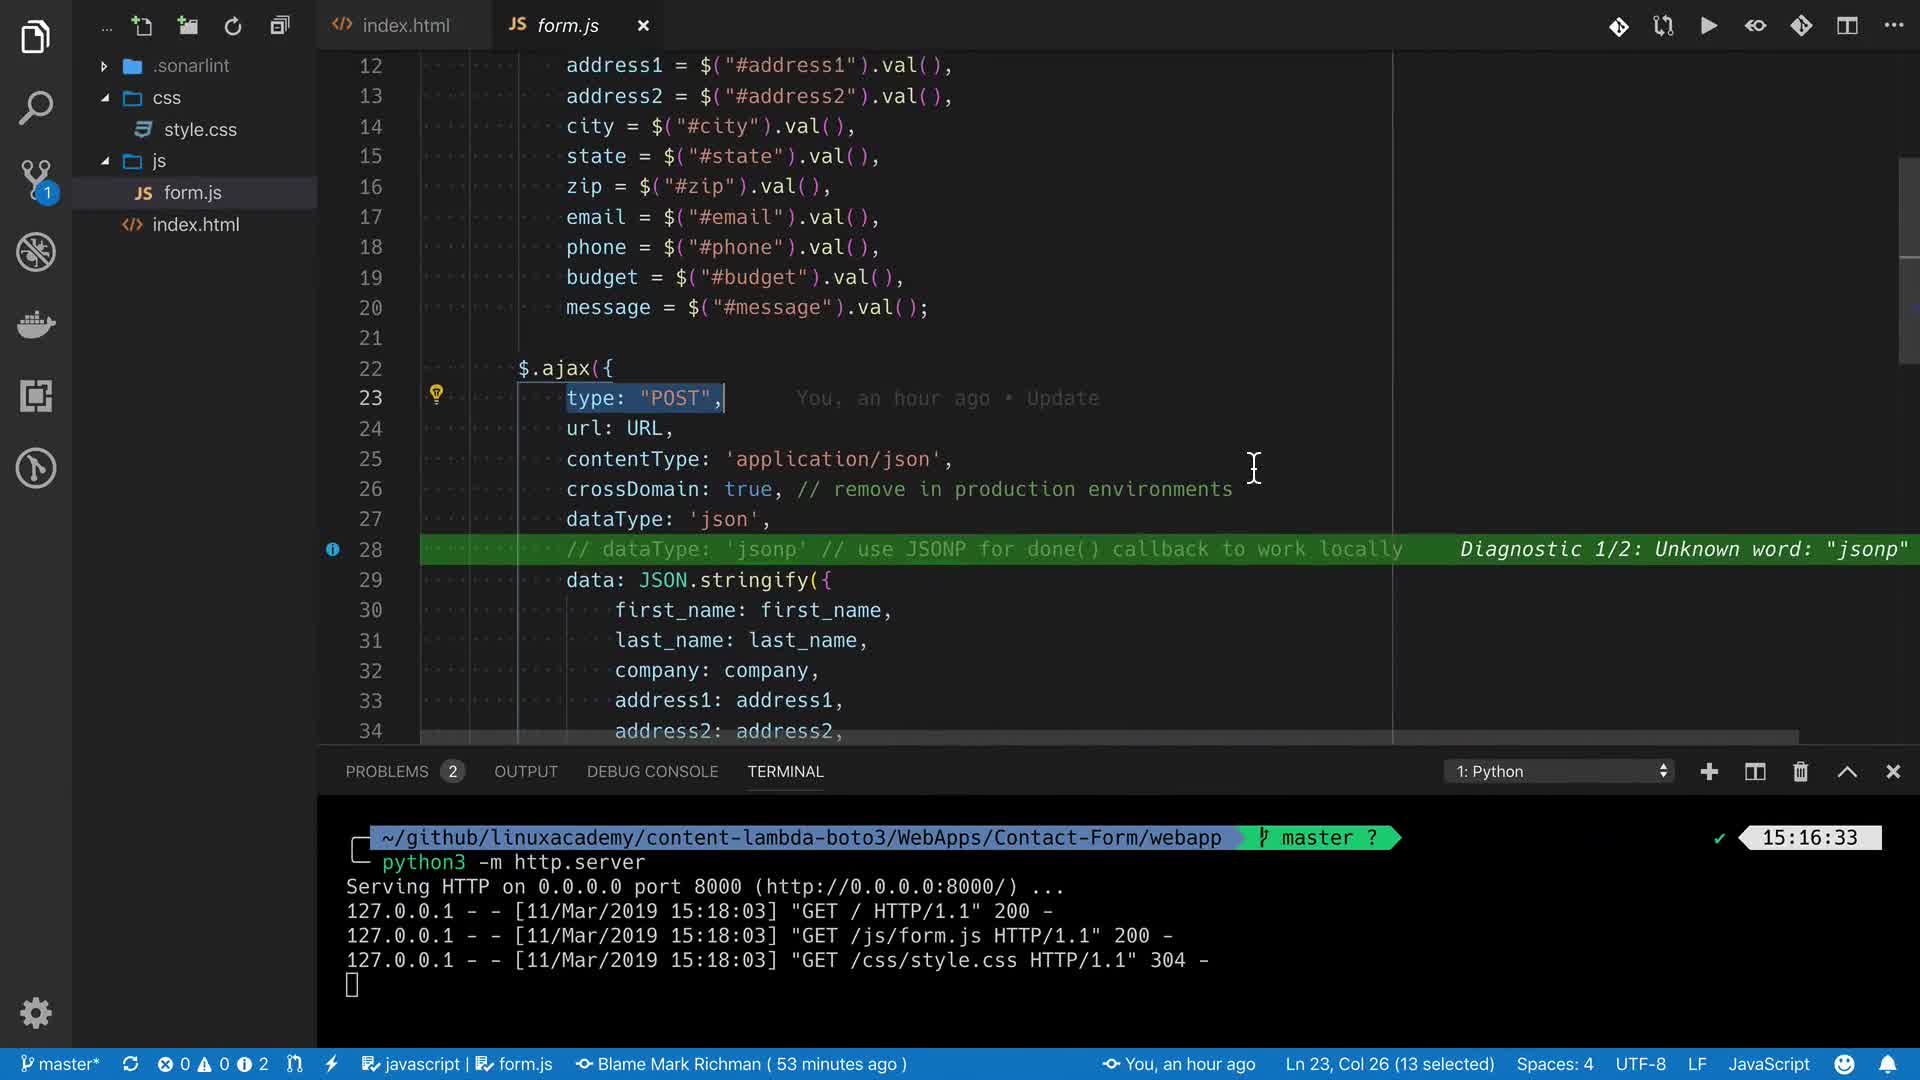 ... index.html JS form.js
.sonarlint
css
style.css
js
JS form.js
index.html
1
12 address1 = $("#address1").val(),
13 address2 = $("#address2").val(),
14 city = $("#city").val(),
15 state = $("#state").val(),
16 zip = $("#zip").val(),
17 email = $("#email").val(),
18 phone = $("#phone").val(),
19 budget = $("#budget").val(),
20 message = $("#message").val();
21
22 $.ajax({
23 type: "POST", You, an hour ago • Update
24 url: URL,
25 contentType: 'application/json',
26 crossDomain: true, // remove in production environments
27 dataType: 'json',
28 // dataType: 'jsonp' // use JSONP for done() callback to work locally Diagnostic 1/2: Unknown word: "jsonp"
29 data: JSON.stringify({
30 first_name: first_name,
31 last_name: last_name,
32 company: company,
33 address1: address1,
34 address2: address2,
PROBLEMS 2 OUTPUT DEBUG CONSOLE TERMINAL 1: Python
~/github/linuxacademy/content-lambda-boto3/WebApps/Contact-Form/webapp master ? ✔ 15:16:33
python3 -m http.server
Serving HTTP on 0.0.0.0 port 8000 (http://0.0.0.0:8000/) ...
127.0.0.1 - - [11/Mar/2019 15:18:03] "GET / HTTP/1.1" 200 -
127.0.0.1 - - [11/Mar/2019 15:18:03] "GET /js/form.js HTTP/1.1" 200 -
127.0.0.1 - - [11/Mar/2019 15:18:03] "GET /css/style.css HTTP/1.1" 304 -
master* 0 0 2 javascript | form.js Blame Mark Richman ( 53 minutes ago ) You, an hour ago Ln 23, Col 26 (13 selected) Spaces: 4 UTF-8 LF JavaScript